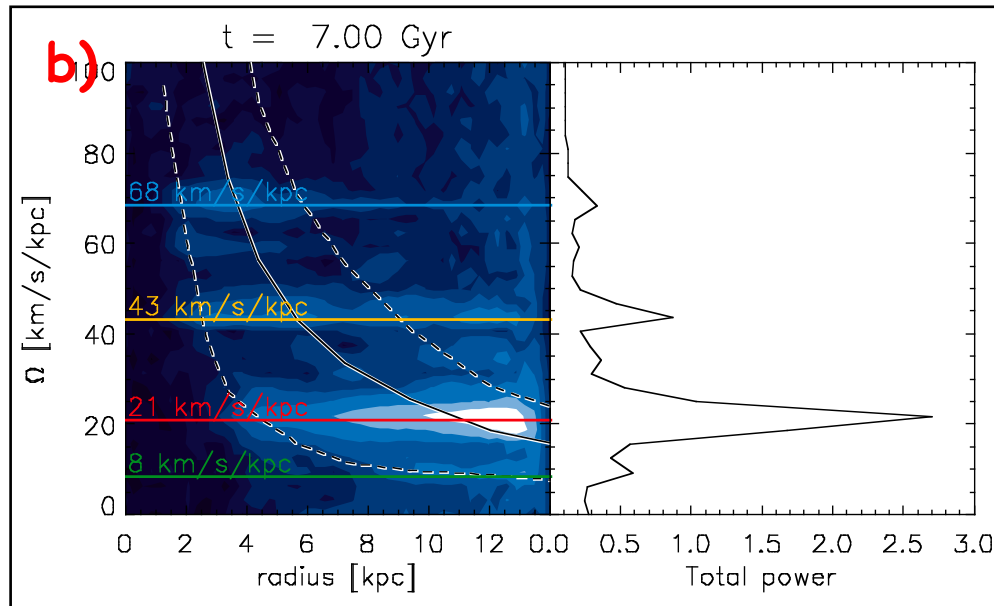 t = 7.00 Gyr
b)
100
80
60
40
20
0
Ω [km/s/kpc]
68 km/s/kpc
43 km/s/kpc
21 km/s/kpc
8 km/s/kpc
0 2 4 6 8 10 12 0.0 0.5 1.0 1.5 2.0 2.5 3.0
radius [kpc] Total power